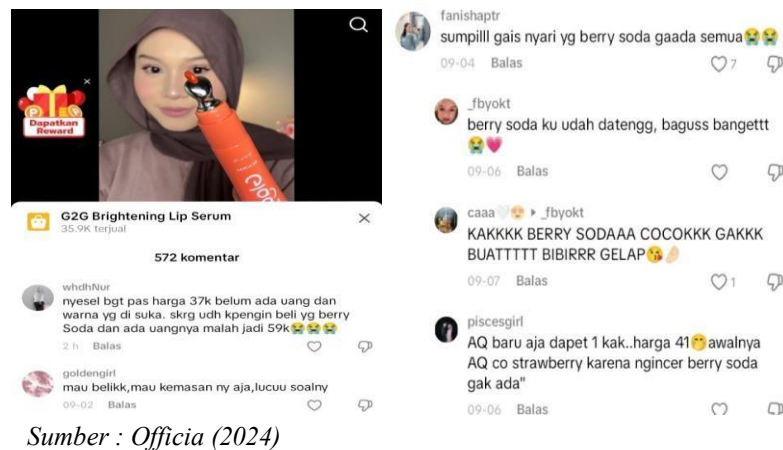 Dapatkan
Reward
G2G Brightening Lip Serum
35.9K terjual
572 komentar
whdhNur
nyesel bgt pas harga 37k belum ada uang dan
warna yg di suka. skrg udh kpengin beli yg berry
Soda dan ada uangnya malah jadi 59k😭😭😭
2 h Balas
goldengirl
mau belikk,mau kemasan ny aja,lucuu soalny
09-02 Balas
fanishaptr
sumpilll gais nyari yg berry soda gaada semua😭😭
09-04 Balas 7
_fbyokt
berry soda ku udah datengg, baguss bangettt
😭💗
09-06 Balas
caaa🤍😍 ▸ _fbyokt
KAKKKK BERRY SODAAA COCOKKK GAKKK
BUATTTTT BIBIRRR GELAP😘🫰🏻
09-07 Balas 1
piscesgirl
AQ baru aja dapet 1 kak..harga 41🤭awalnya
AQ co strawberry karena ngincer berry soda
gak ada"
09-06 Balas
Sumber : Officia (2024)